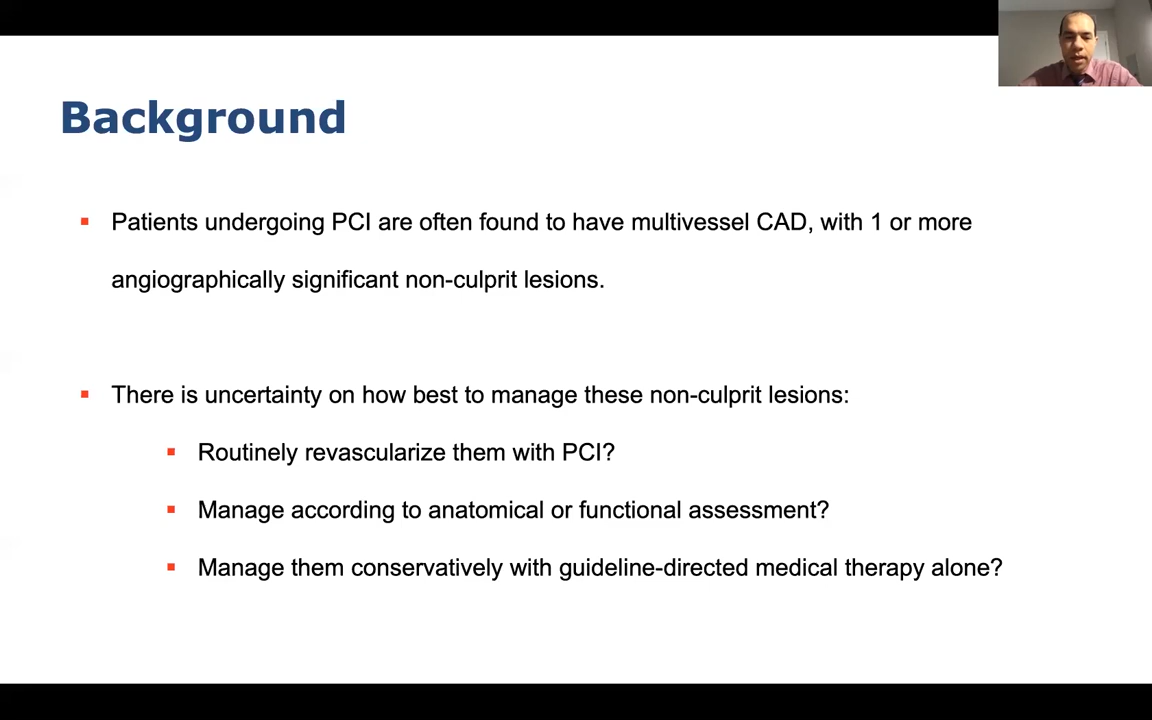 Background
Patients undergoing PCI are often found to have multivessel CAD, with 1 or more
angiographically significant non-culprit lesions.
There is uncertainty on how best to manage these non-culprit lesions:
Routinely revascularize them with PCI?
Manage according to anatomical or functional assessment?
Manage them conservatively with guideline-directed medical therapy alone?